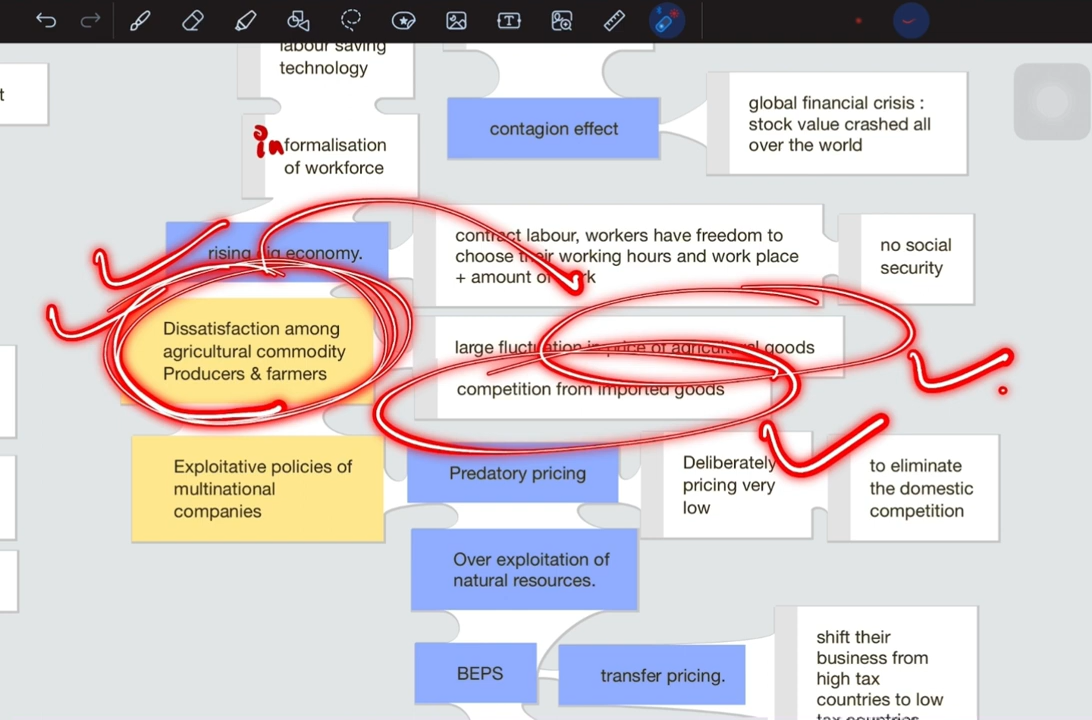 labour saving
technology
contagion effect
global financial crisis :
stock value crashed all
over the world
informalisation
of workforce
rising gig economy.
contract labour, workers have freedom to
choose their working hours and work place
+ amount of work
no social
security
Dissatisfaction among
agricultural commodity
Producers & farmers
large fluctuation in price of agricultural goods
competition from imported goods
Exploitative policies of
multinational
companies
Predatory pricing
Deliberately
pricing very
low
to eliminate
the domestic
competition
Over exploitation of
natural resources.
BEPS
transfer pricing.
shift their
business from
high tax
countries to low
tax countries
t